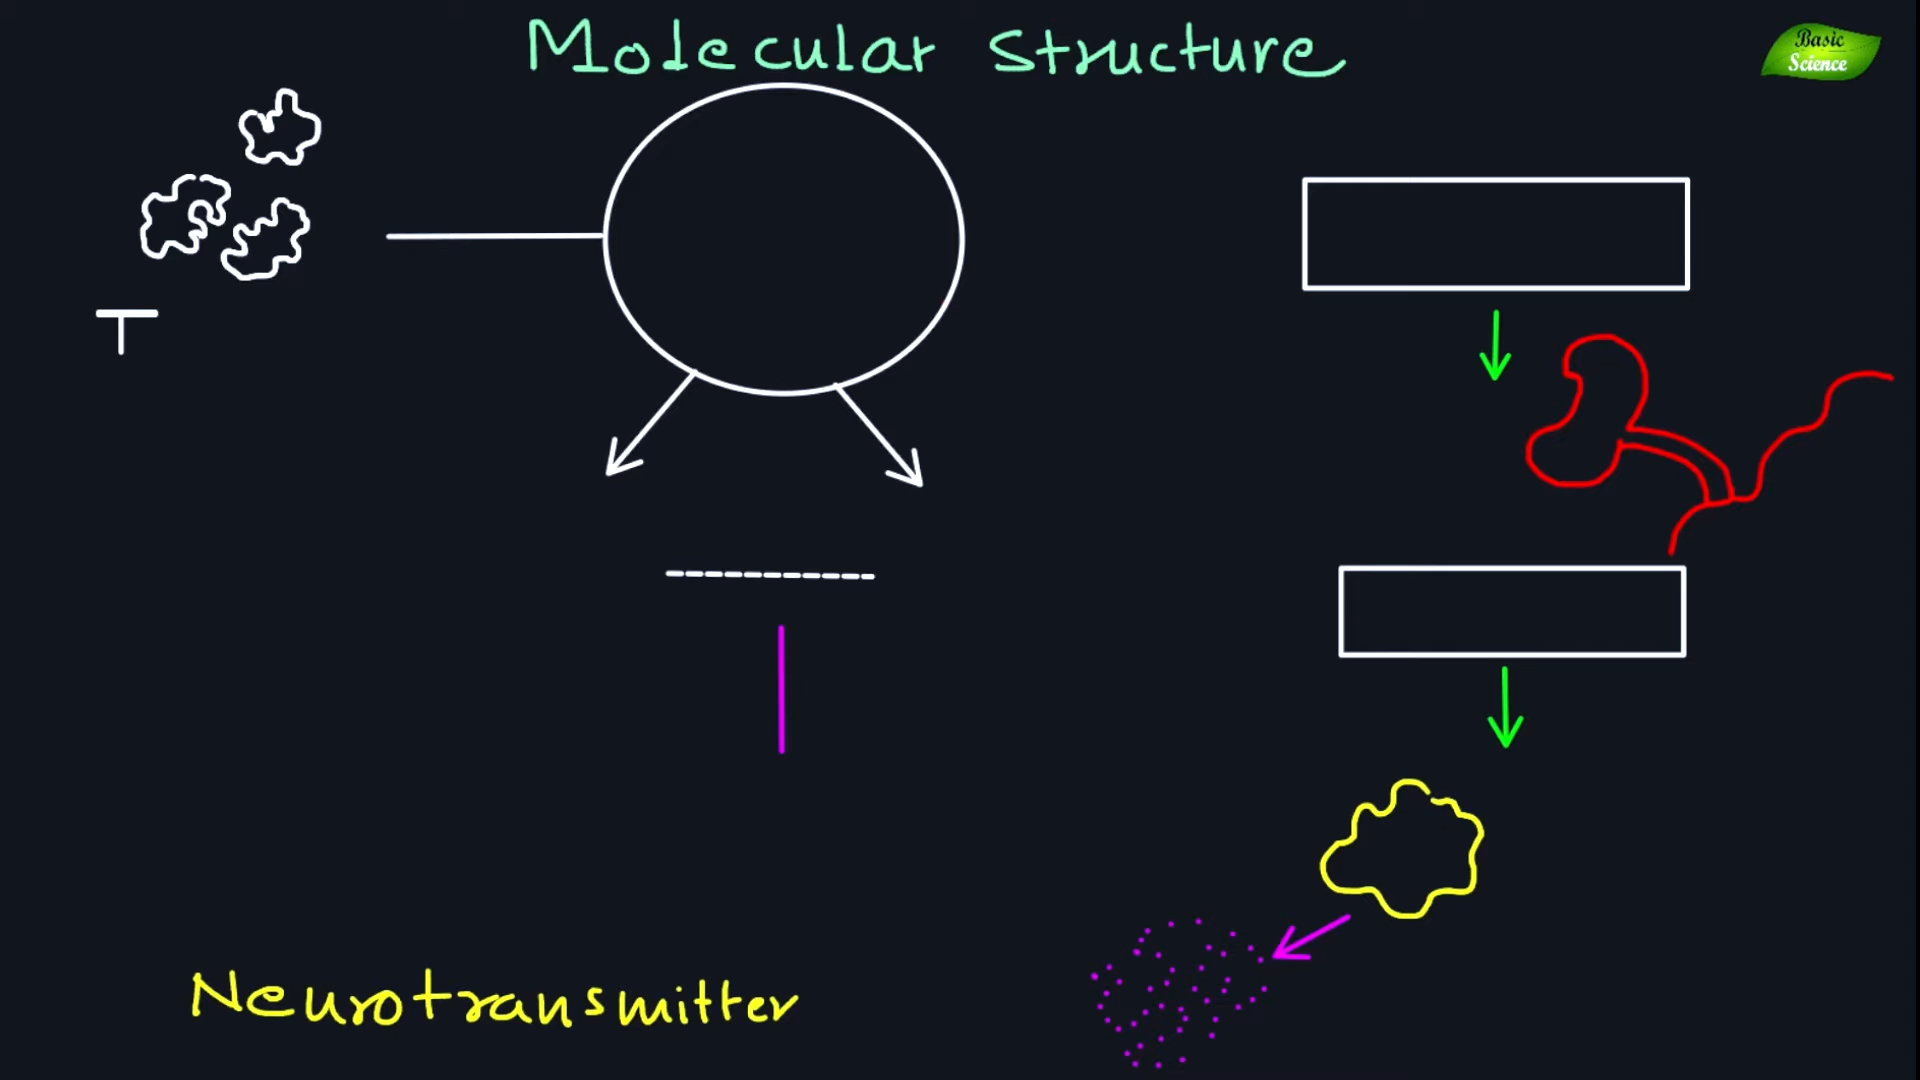 Molecular Structure
Basic
Science
T
Neurotransmitter